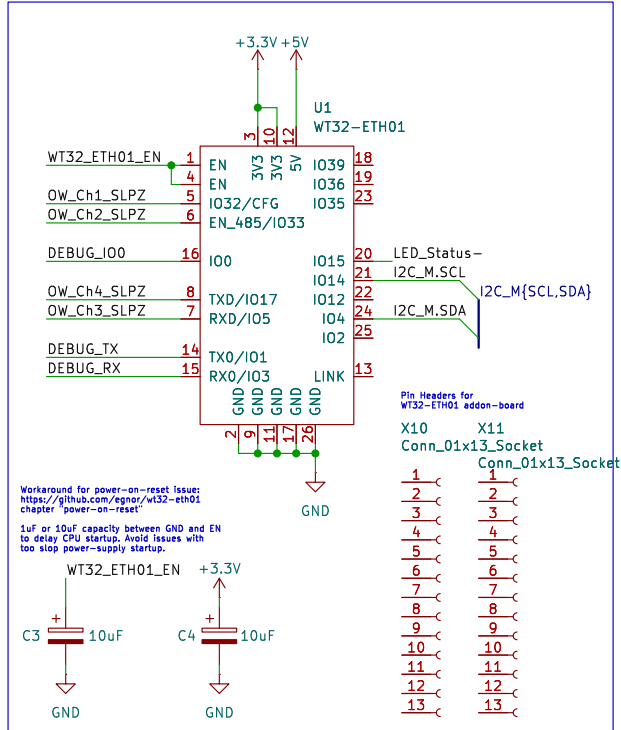 +3.3V +5V
U1
WT32-ETH01
3 10 12
3V3 3V3 5V
WT32_ETH01_EN 1 EN IO39 18
4 EN IO36 19
OW_Ch1_SLPZ 5 IO32/CFG IO35 23
OW_Ch2_SLPZ 6 EN_485/IO33
DEBUG_IO0 16 IO0 IO15 20 LED_Status-
IO14 21 I2C_M.SCL
I2C_M{SCL,SDA}
OW_Ch4_SLPZ 8 TXD/IO17 IO12 22
OW_Ch3_SLPZ 7 RXD/IO5 IO4 24 I2C_M.SDA
IO2 25
DEBUG_TX 14 TX0/IO1
DEBUG_RX 15 RX0/IO3 LINK 13
GND GND GND GND GND
2 9 11 17 26
GND
Pin Headers for
WT32-ETH01 addon-board
X10 X11
Conn_01x13_Socket
Conn_01x13_Socket
1 1
2 2
3 3
4 4
5 5
6 6
7 7
8 8
9 9
10 10
11 11
12 12
13 13
Workaround for power-on-reset issue:
https://github.com/egnor/wt32-eth01
chapter "power-on-reset"
1uF or 10uF capacity between GND and EN
to delay CPU startup. Avoid issues with
too slop power-supply startup.
WT32_ETH01_EN +3.3V
+ +
C3 10uF C4 10uF
GND GND